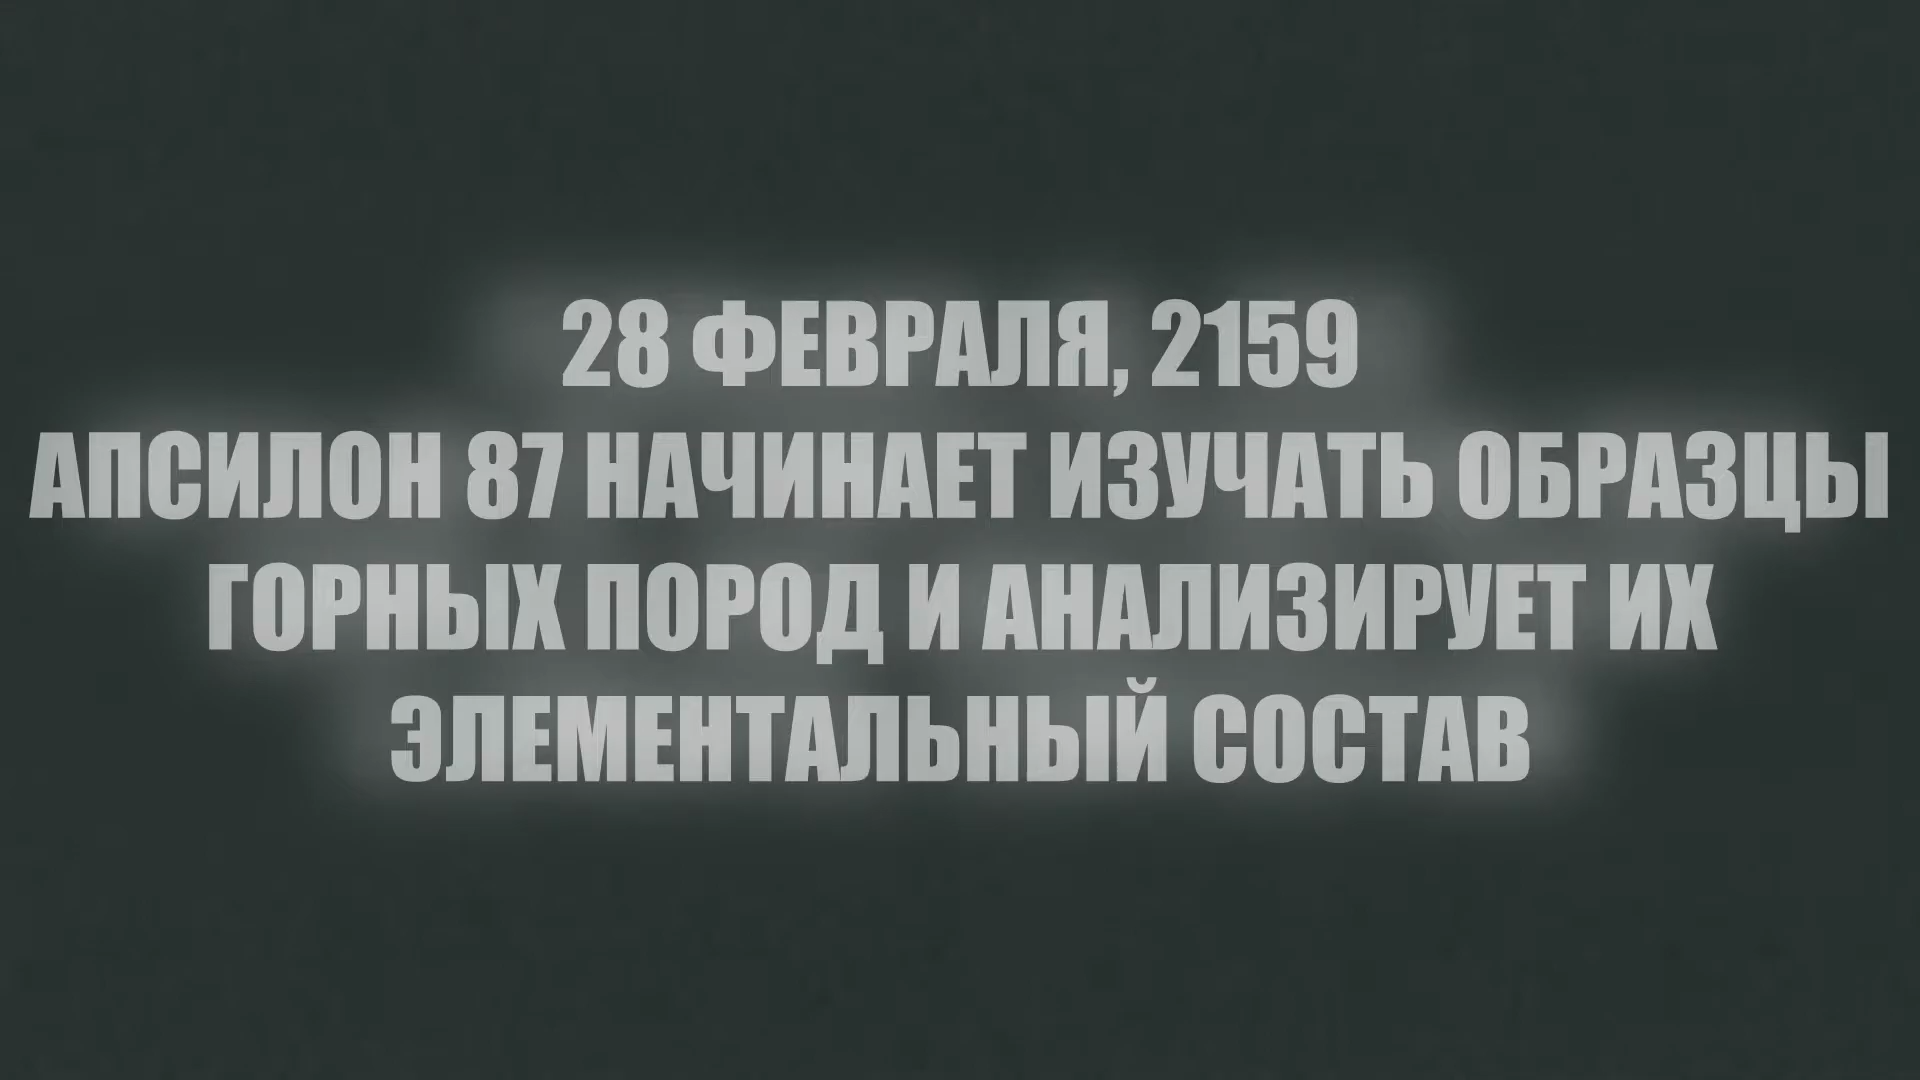 28 ФЕВРАЛЯ, 2159
АПСИЛОН 87 НАЧИНАЕТ ИЗУЧАТЬ ОБРАЗЦЫ
ГОРНЫХ ПОРОД И АНАЛИЗИРУЕТ ИХ
ЭЛЕМЕНТАЛЬНЫЙ СОСТАВ